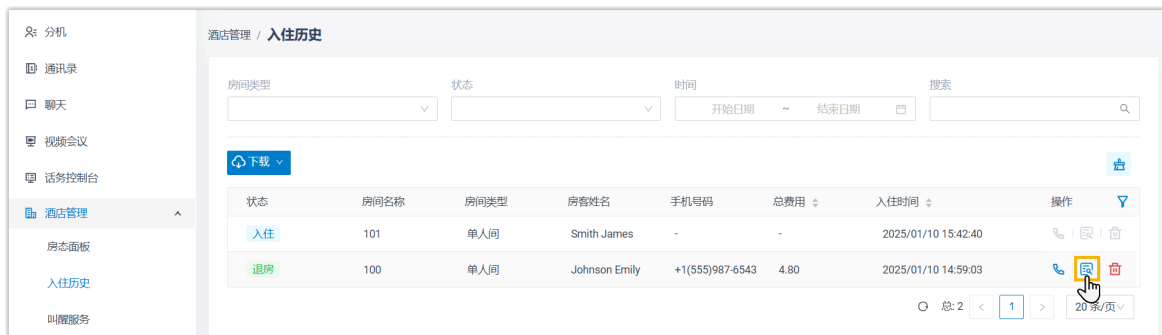 分机
通讯录
聊天
视频会议
话务控制台
酒店管理
房态面板
入住历史
叫醒服务
酒店管理 / 入住历史
房间类型 状态 时间 搜索
开始日期 ~ 结束日期
下载
状态 房间名称 房间类型 房客姓名 手机号码 总费用 入住时间 操作
入住 101 单人间 Smith James - - 2025/01/10 15:42:40
退房 100 单人间 Johnson Emily +1(555)987-6543 4.80 2025/01/10 14:59:03
总: 2 < 1 > 20 条/页